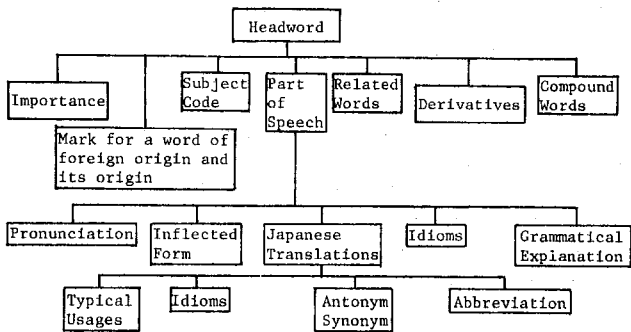 Headword
Importance
Mark for a word of
foreign origin and
its origin
Subject
Code
Part
of
Speech
Related
Words
Derivatives
Compound
Words
Pronunciation
Inflected
Form
Japanese
Translations
Idioms
Grammatical
Explanation
Typical
Usages
Idioms
Antonym
Synonym
Abbreviation